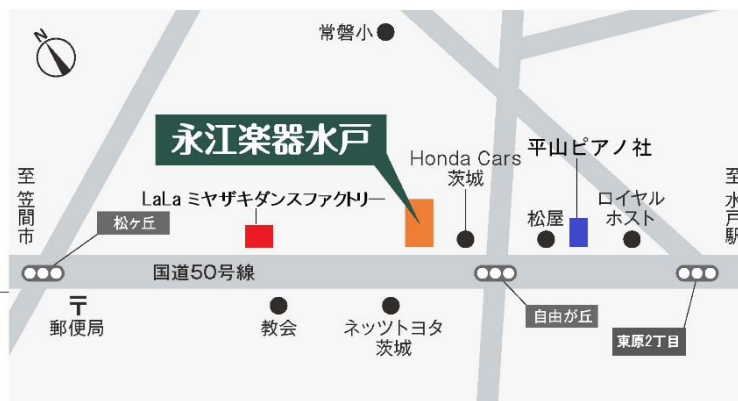 N
常磐小
永江楽器水戸
Honda Cars
茨城
平山ピアノ社
至 笠間市
LaLa ミヤザキダンスファクトリー
松ヶ丘
松屋
ロイヤル
ホスト
至 水戸駅
国道50号線
〒
郵便局
教会
ネッツトヨタ
茨城
自由が丘
東原2丁目